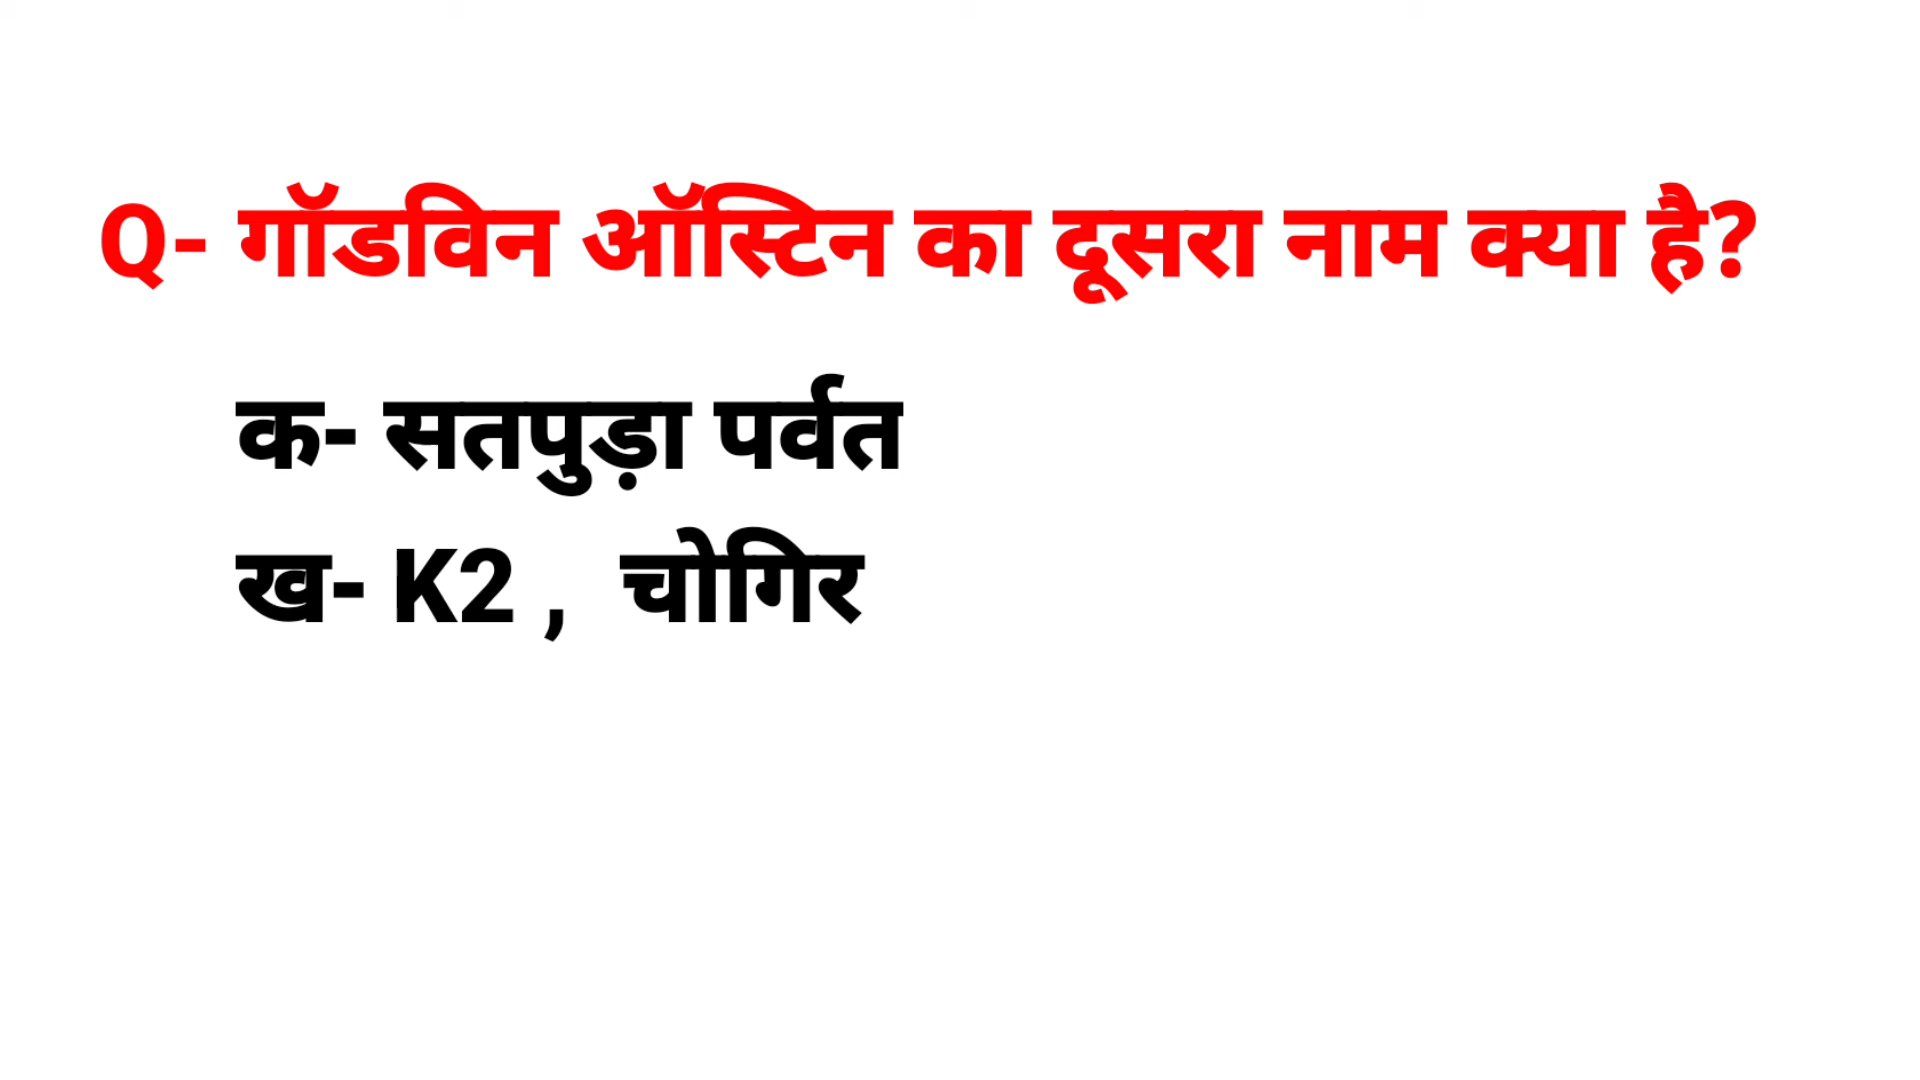 Q- गॉडविन ऑस्टिन का दूसरा नाम क्या है?
क- सतपुड़ा पर्वत
ख- K2 , चोगिर